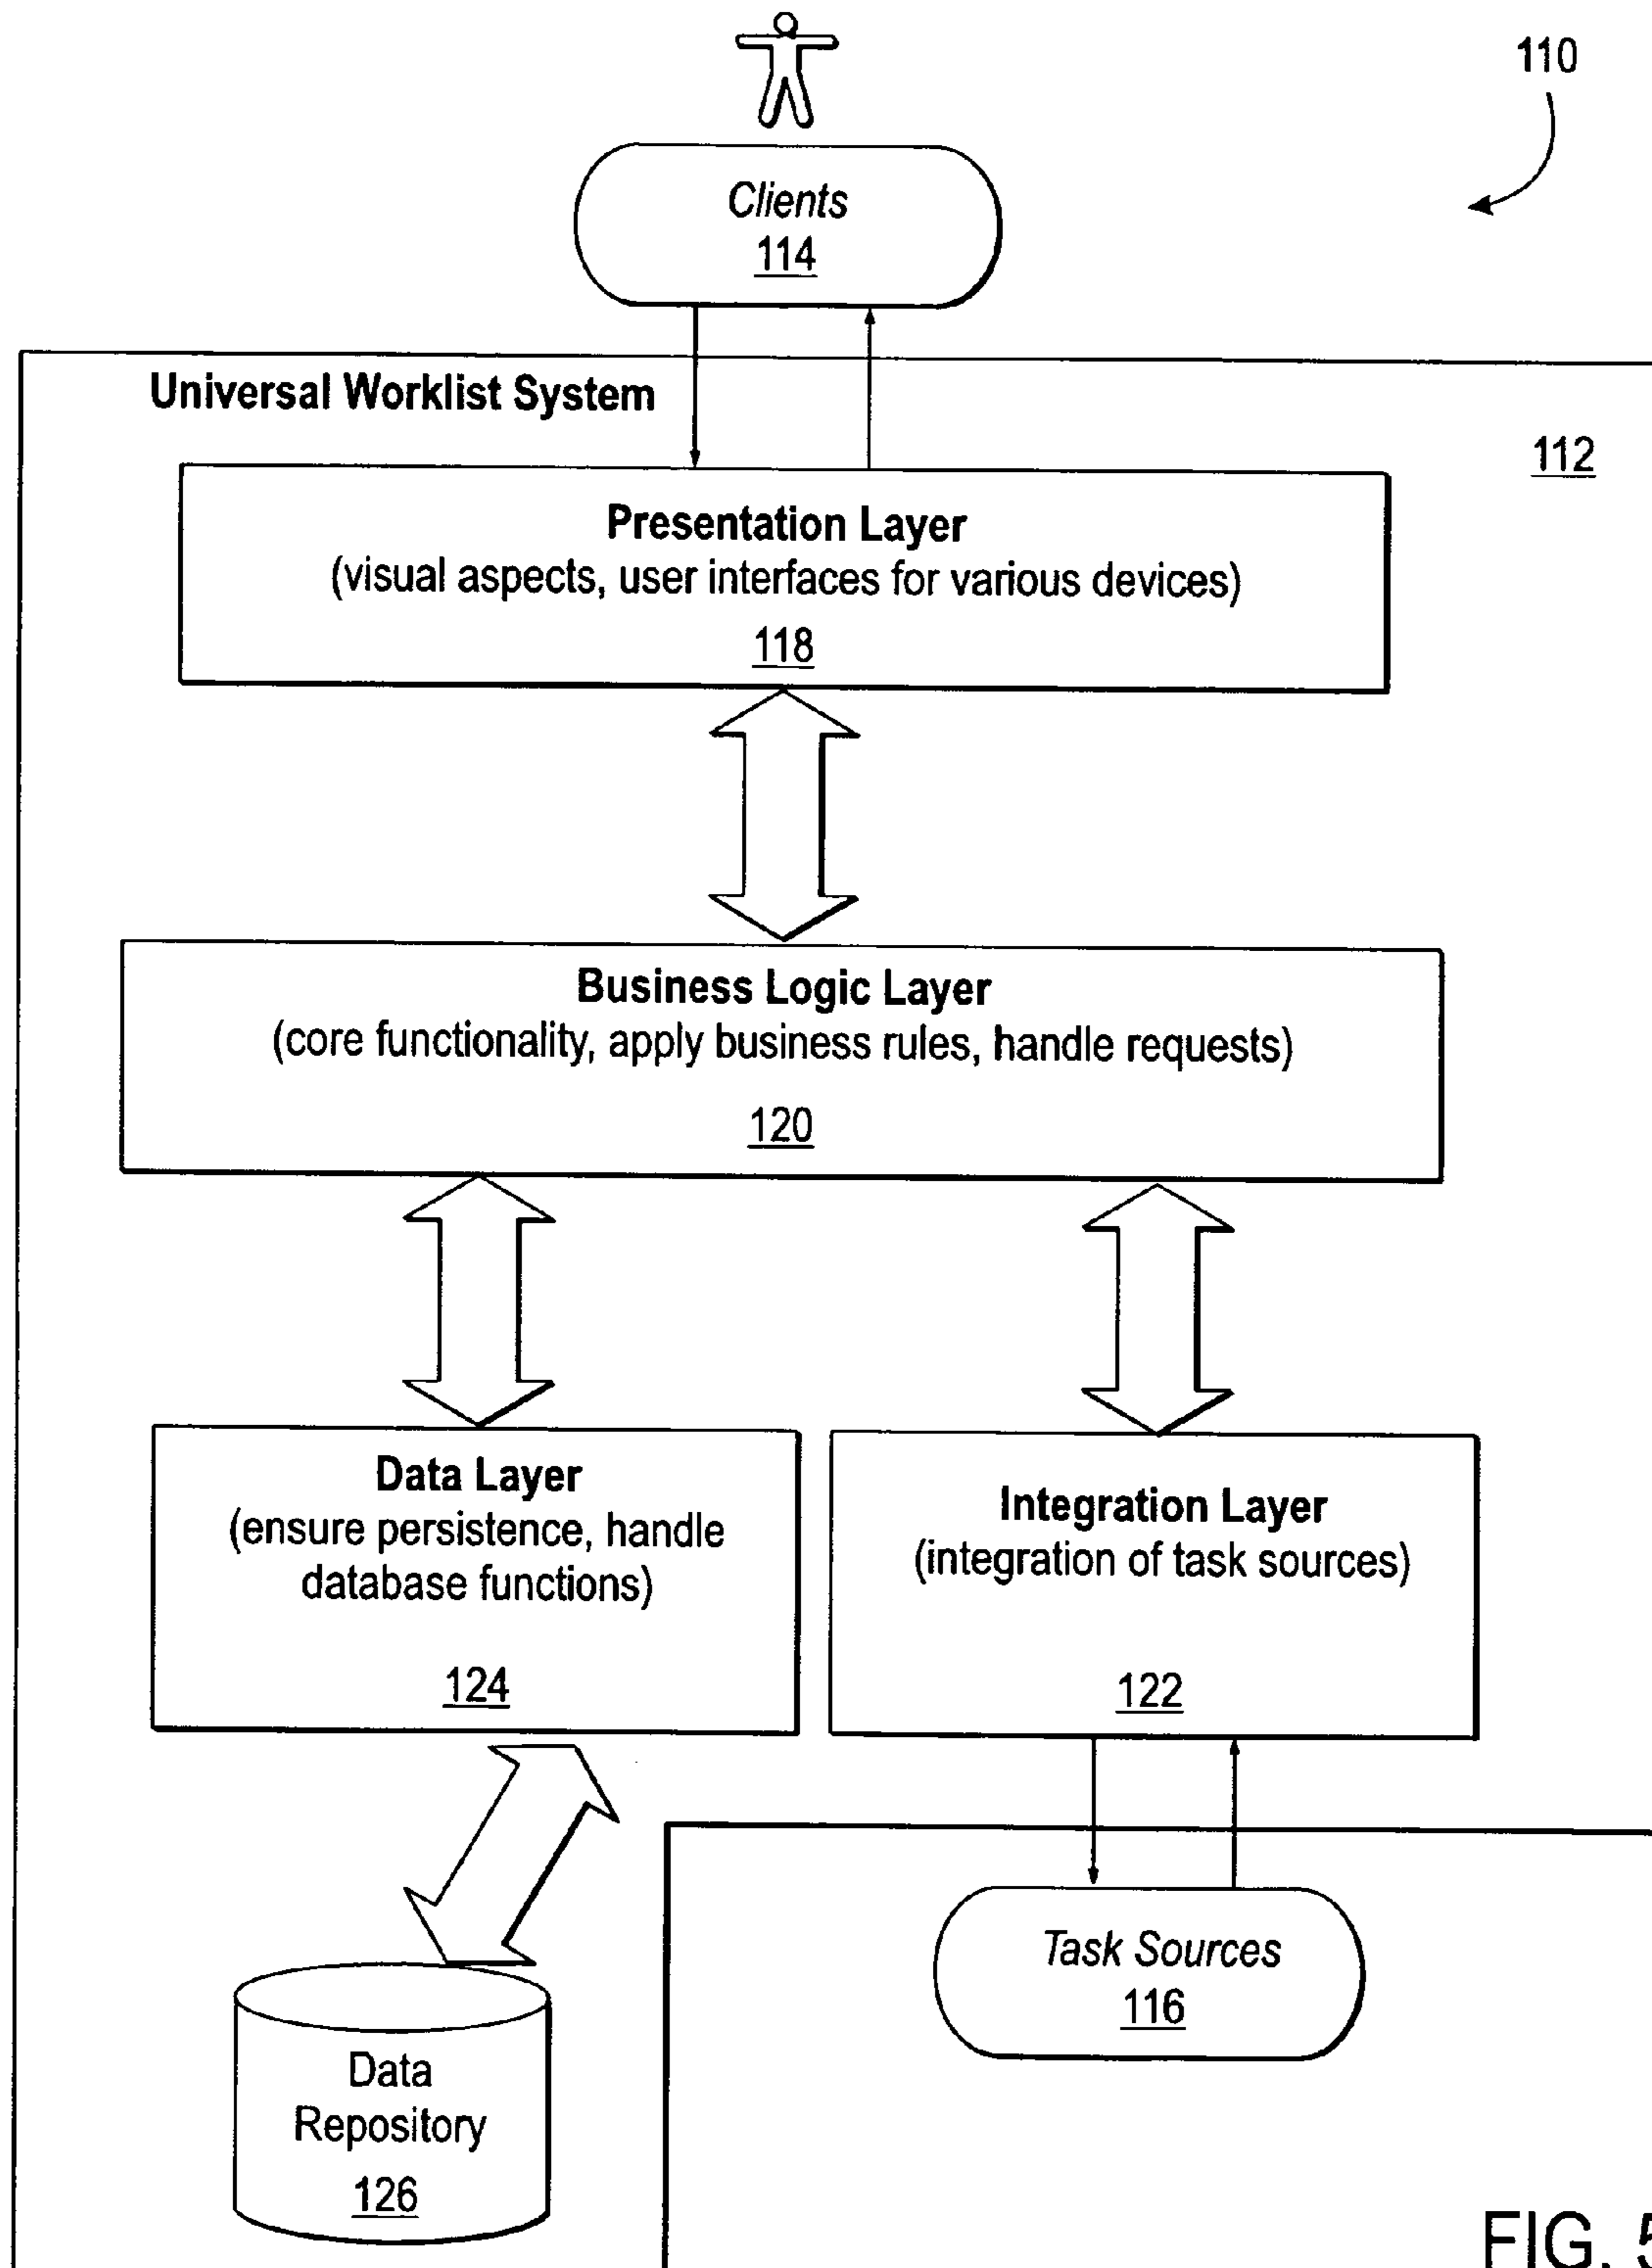 110
Clients
114
Universal Worklist System
112
Presentation Layer
(visual aspects, user interfaces for various devices)
118
Business Logic Layer
(core functionality, apply business rules, handle requests)
120
Data Layer
(ensure persistence, handle
database functions)
124
Integration Layer
(integration of task sources)
122
Task Sources
116
Data
Repository
126
FIG. 5